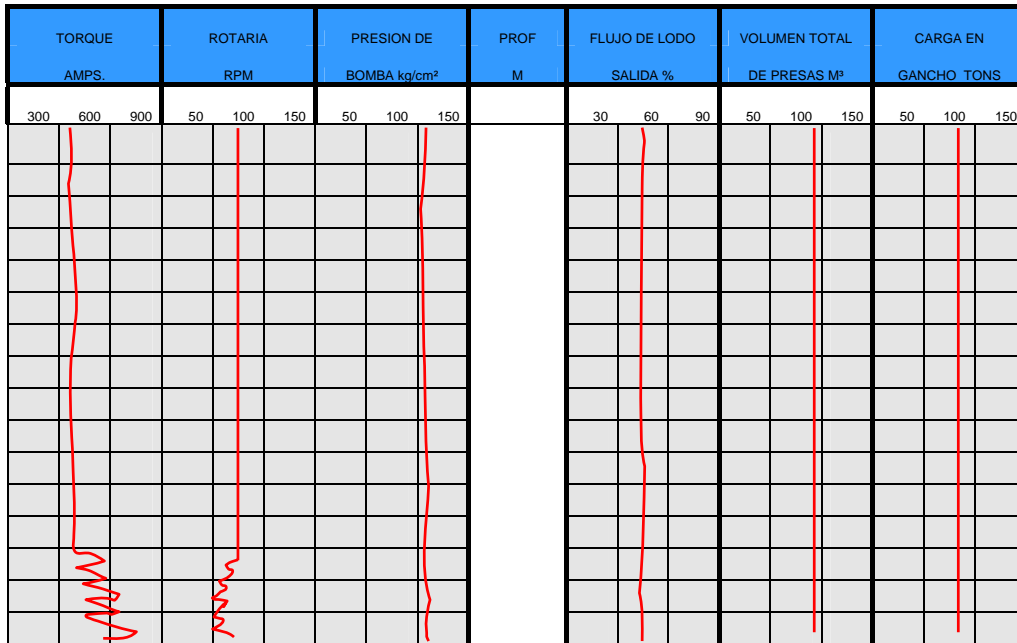 TORQUE ROTARIA PRESION DE PROF FLUJO DE LODO VOLUMEN TOTAL CARGA EN
AMPS. RPM BOMBA kg/cm² M SALIDA % DE PRESAS M³ GANCHO TONS
300 600 900 50 100 150 50 100 150 30 60 90 50 100 150 50 100 150